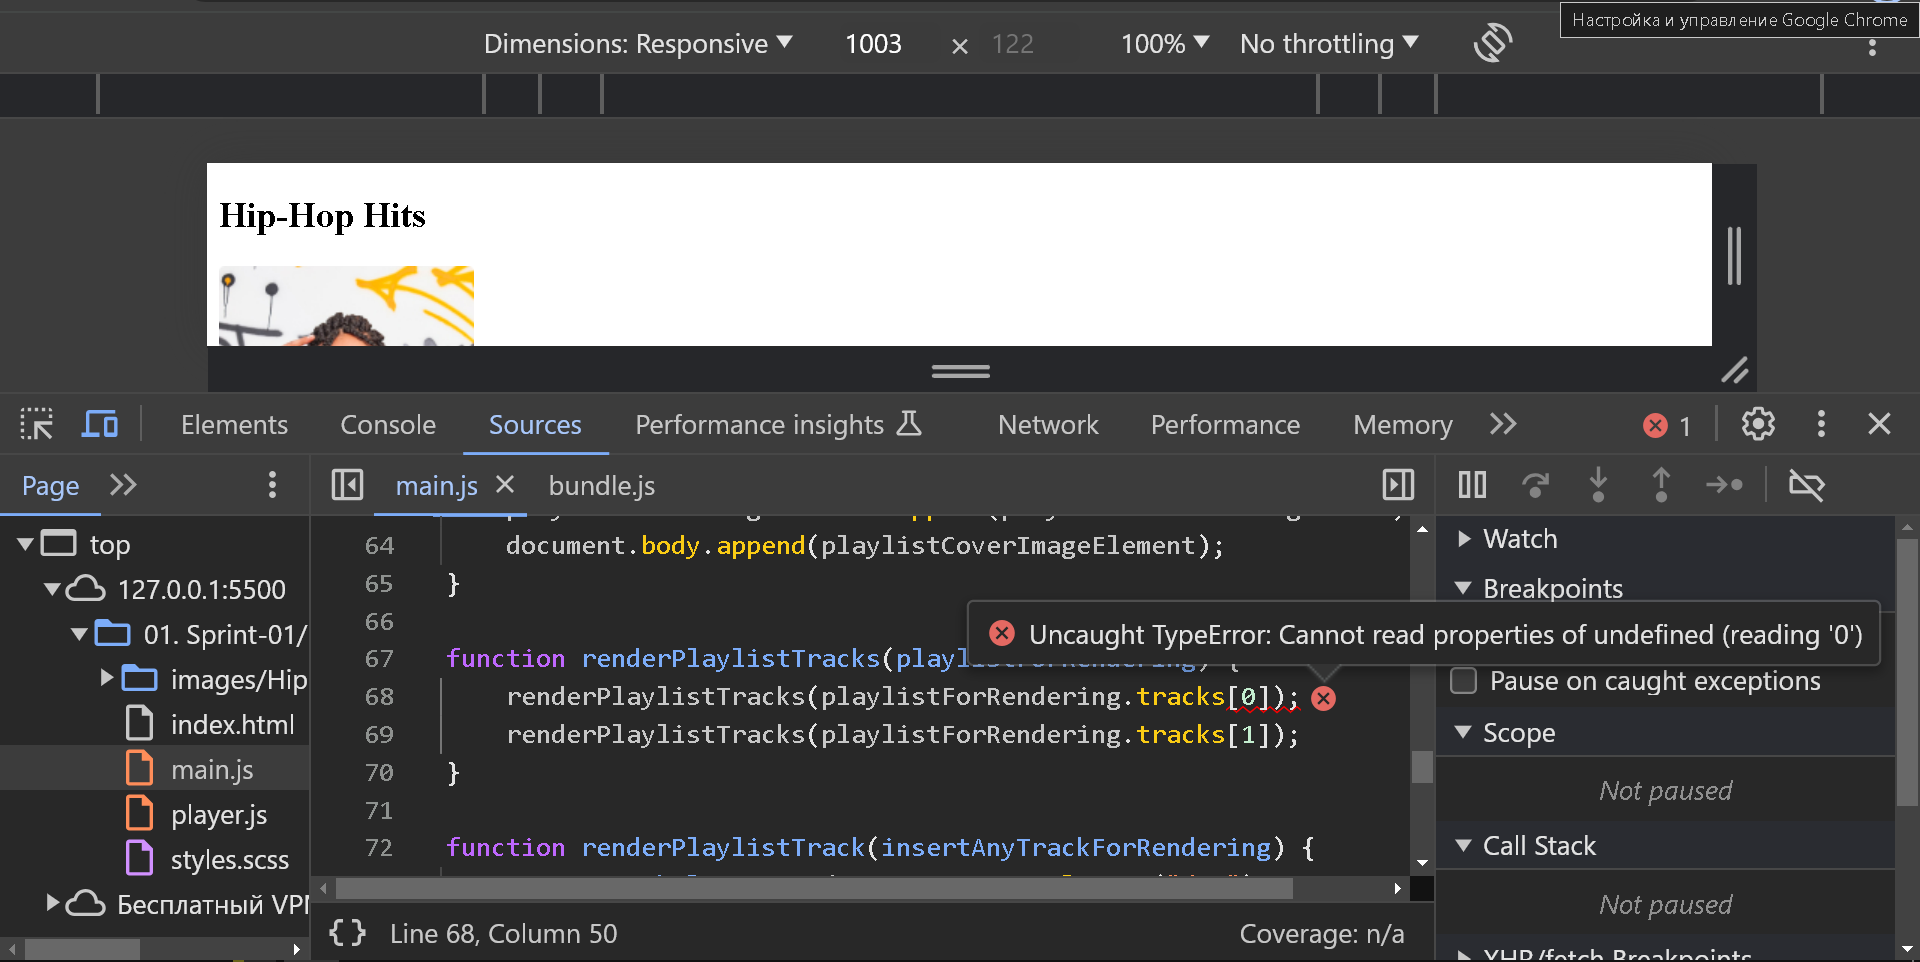 Настройка и управление Google Chrome
Dimensions: Responsive 1003 × 122 100% No throttling
Hip-Hop Hits
Elements Console Sources Performance insights Network Performance Memory 1
Page main.js bundle.js
top
127.0.0.1:5500
01. Sprint-01/
images/Hip
index.html
main.js
player.js
styles.scss
Бесплатный VPN
64 document.body.append(playlistCoverImageElement);
65 }
66
67 function renderPlaylistTracks(playlistForRendering) {
68 renderPlaylistTracks(playlistForRendering.tracks[0]);
69 renderPlaylistTracks(playlistForRendering.tracks[1]);
70 }
71
72 function renderPlaylistTrack(insertAnyTrackForRendering) {
{} Line 68, Column 50 Coverage: n/a
Watch
Breakpoints
Uncaught TypeError: Cannot read properties of undefined (reading '0')
Pause on caught exceptions
Scope
Not paused
Call Stack
Not paused
XHR/fetch Breakpoints